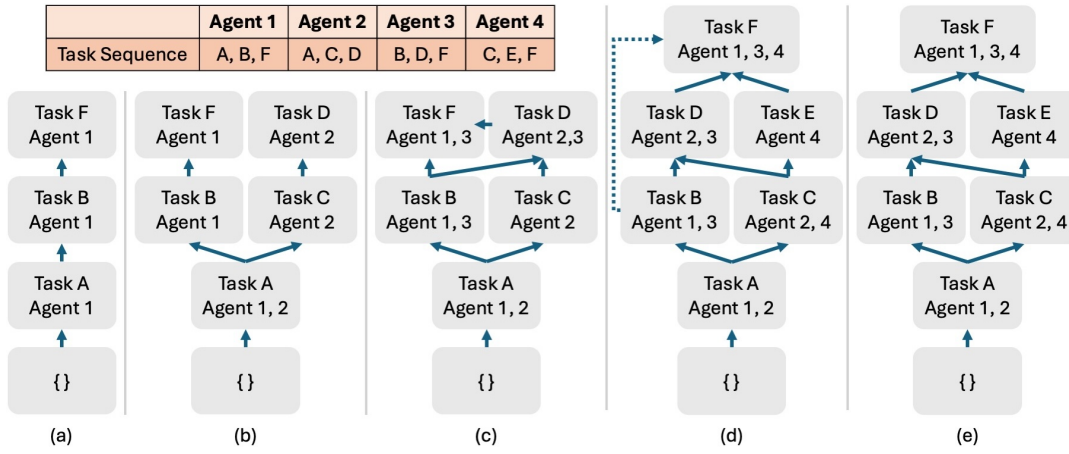 Agent 1 Agent 2 Agent 3 Agent 4
Task Sequence A, B, F A, C, D B, D, F C, E, F
Task F
Agent 1
Task B
Agent 1
Task A
Agent 1
{ }
(a)
Task F
Agent 1
Task D
Agent 2
Task B
Agent 1
Task C
Agent 2
Task A
Agent 1, 2
{ }
(b)
Task F
Agent 1, 3
Task D
Agent 2,3
Task B
Agent 1, 3
Task C
Agent 2
Task A
Agent 1, 2
{ }
(c)
Task F
Agent 1, 3, 4
Task D
Agent 2, 3
Task E
Agent 4
Task B
Agent 1, 3
Task C
Agent 2, 4
Task A
Agent 1, 2
{ }
(d)
Task F
Agent 1, 3, 4
Task D
Agent 2, 3
Task E
Agent 4
Task B
Agent 1, 3
Task C
Agent 2, 4
Task A
Agent 1, 2
{ }
(e)